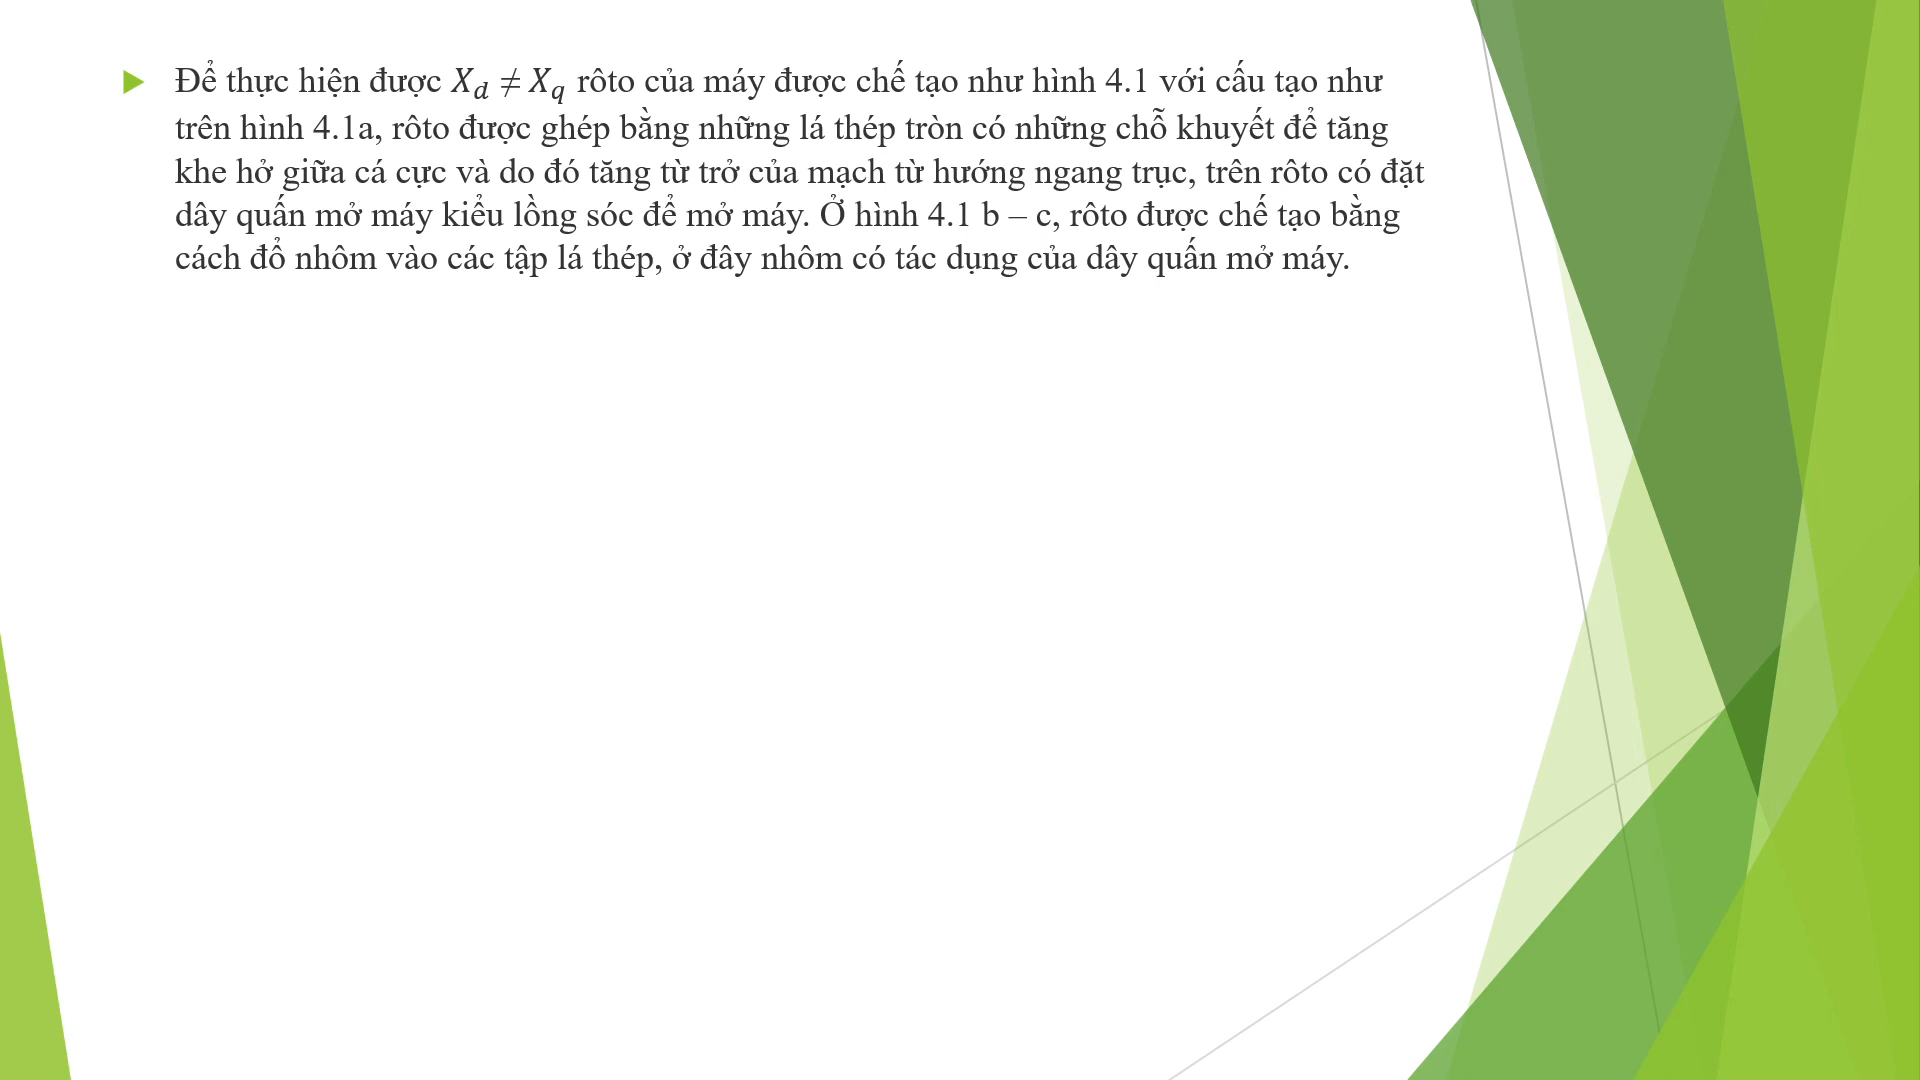 Để thực hiện được X_d ≠ X_q rôto của máy được chế tạo như hình 4.1 với cấu tạo như
trên hình 4.1a, rôto được ghép bằng những lá thép tròn có những chỗ khuyết để tăng
khe hở giữa cá cực và do đó tăng từ trở của mạch từ hướng ngang trục, trên rôto có đặt
dây quấn mở máy kiểu lồng sóc để mở máy. Ở hình 4.1 b – c, rôto được chế tạo bằng
cách đổ nhôm vào các tập lá thép, ở đây nhôm có tác dụng của dây quấn mở máy.